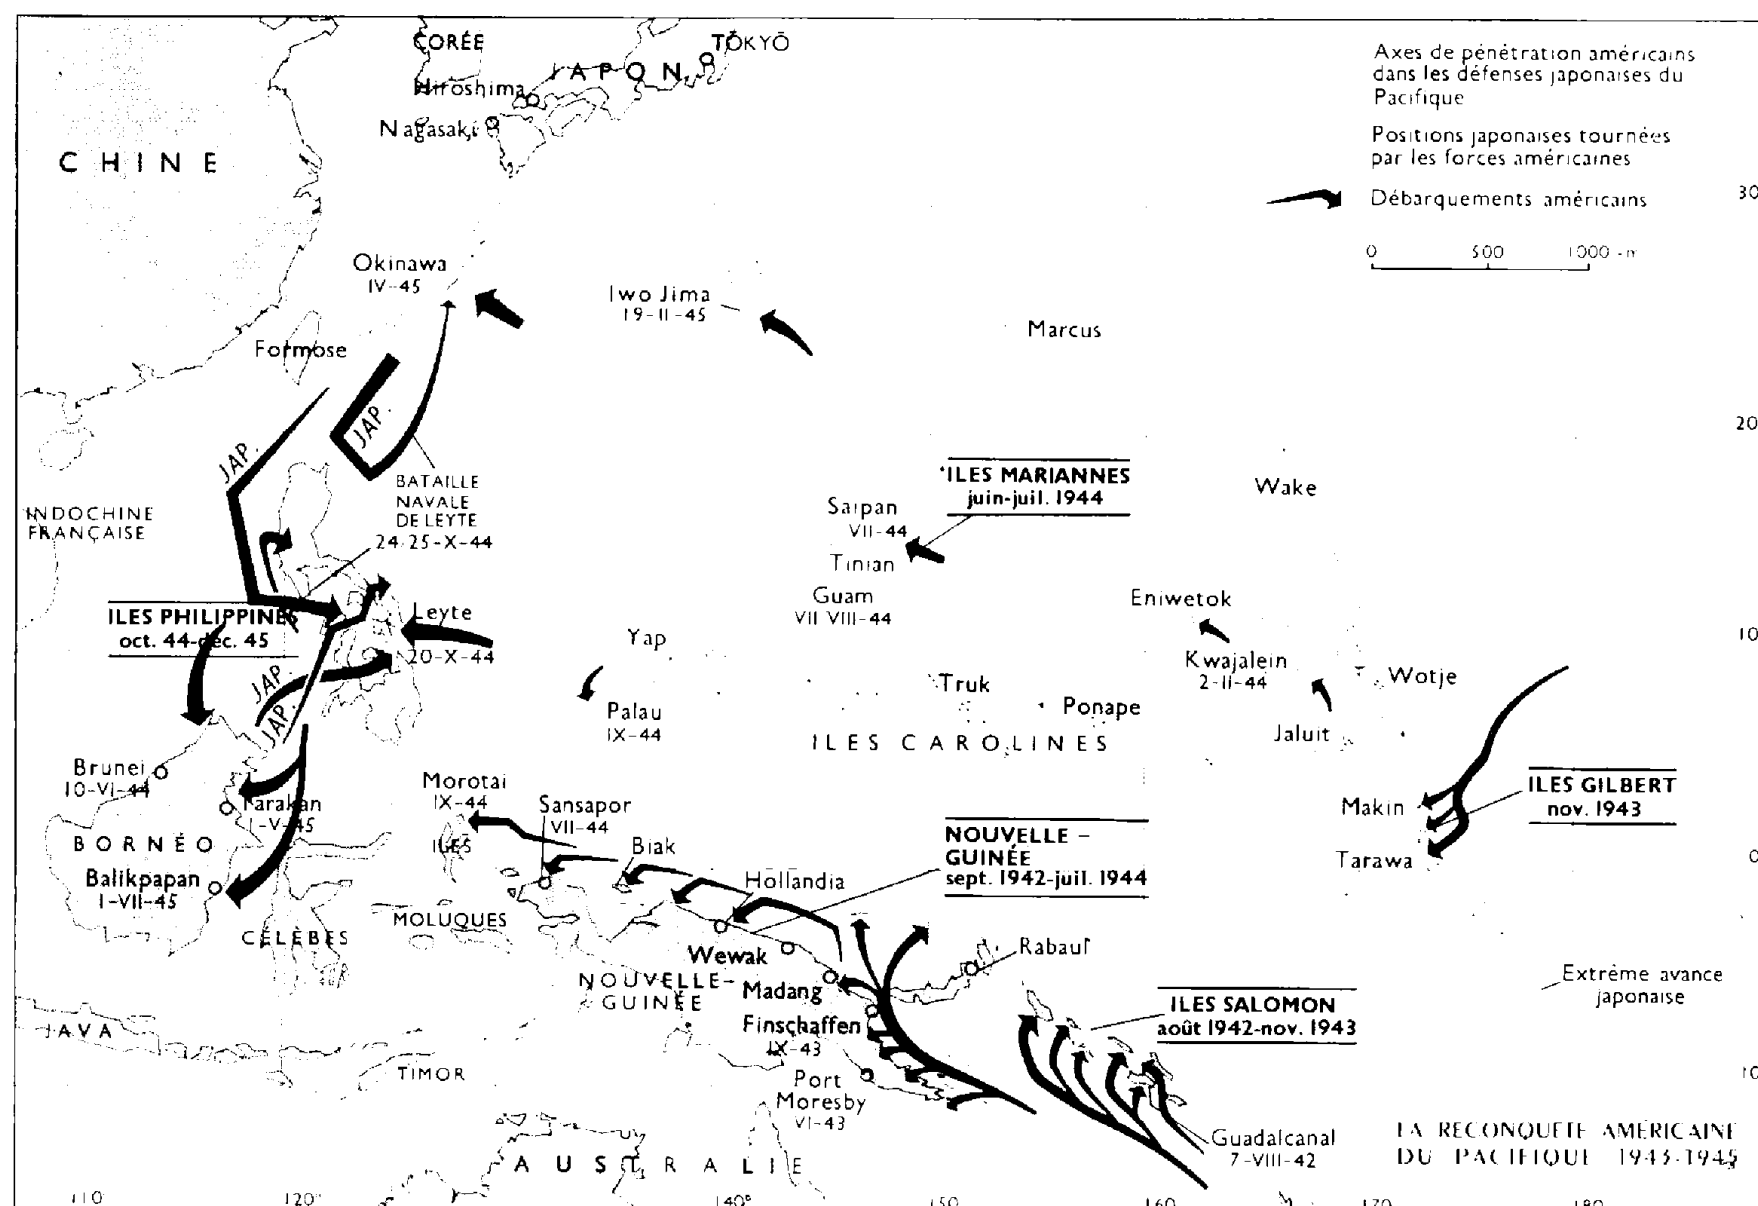 CORÉE
TŌKYŌ
JAPON
Hiroshima
Nagasaki
CHINE
Axes de pénétration américains
dans les défenses japonaises du
Pacifique
Positions japonaises tournées
par les forces américaines
Débarquements américains
0 500 1000
30
Okinawa
IV-45
Iwo Jima
19-II-45
Marcus
Formose
JAP.
JAP.
20
BATAILLE
NAVALE
DE LEYTE
24/25-X-44
INDOCHINE
FRANÇAISE
ILES MARIANNES
juin-juil. 1944
Saipan
VII-44
Tinian
Guam
VII VIII-44
Wake
ILES PHILIPPINES
oct. 44-déc. 45
Leyte
20-X-44
Yap
Eniwetok
10
Kwajalein
2-II-44
Wotje
JAP.
JAP.
Palau
IX-44
Truk
Ponape
Jaluit
ILES CAROLINES
Brunei
10-VI-44
Tarakan
I-V-45
BORNÉO
Balikpapan
I-VII-45
Morotai
IX-44
ILES
MOLUQUES
Sansapor
VII-44
Biak
Hollandia
NOUVELLE-
GUINÉE
sept. 1942-juil. 1944
Makin
Tarawa
ILES GILBERT
nov. 1943
0
CÉLÈBES
Wewak
Rabaul
NOUVELLE-
GUINÉE
Madang
Finschaffen
IX-43
Port
Moresby
VI-43
ILES SALOMON
août 1942-nov. 1943
Extrême avance
japonaise
JAVA
TIMOR
10
Guadalcanal
7-VIII-42
AUSTRALIE
LA RECONQUETE AMÉRICAINE
DU PACIFIQUE 1943-1945
110 120° 140° 150 160 170 180